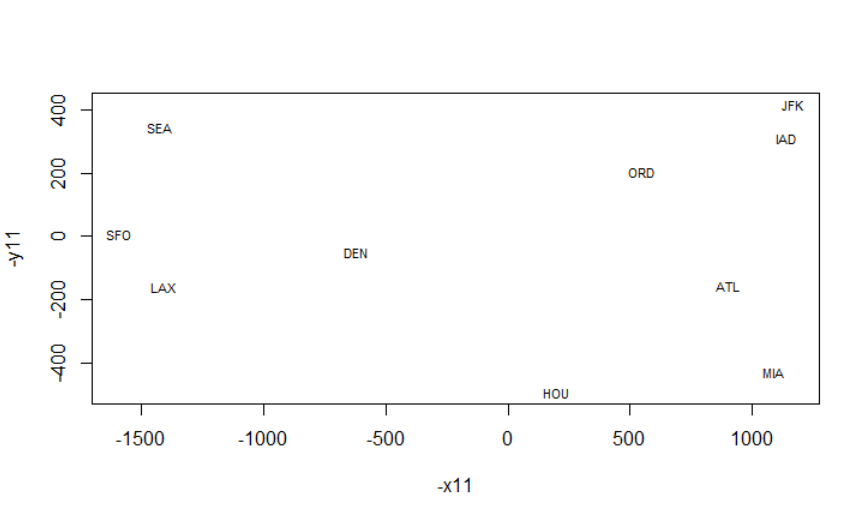 JFK
400
SEA
IAD
ORD
200
SFO
0
DEN
-y11
LAX
ATL
-200
MIA
-400
HOU
-1500 -1000 -500 0 500 1000
-x11